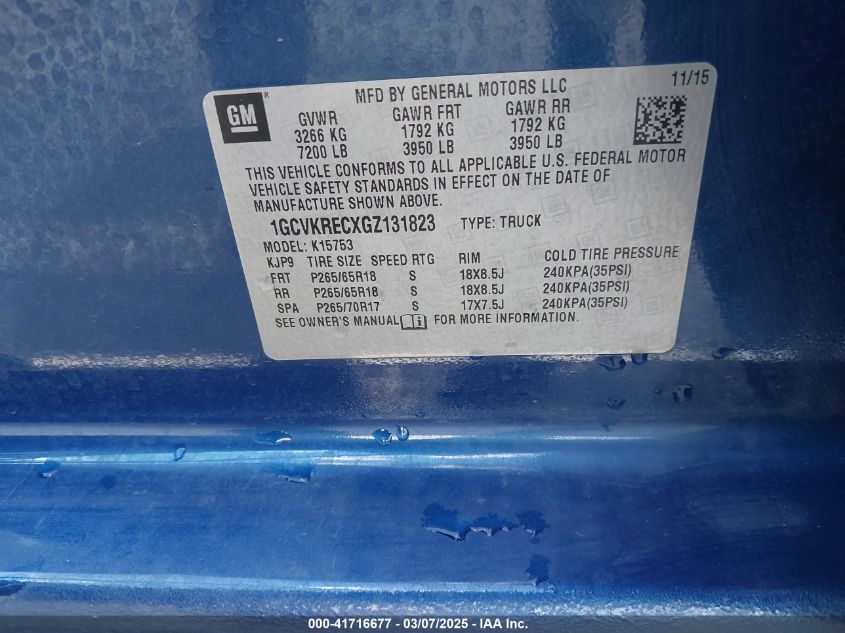 MFD BY GENERAL MOTORS LLC 11/15
GM®
GVWR GAWR FRT GAWR RR
3266 KG 1792 KG 1792 KG
7200 LB 3950 LB 3950 LB
THIS VEHICLE CONFORMS TO ALL APPLICABLE U.S. FEDERAL MOTOR
VEHICLE SAFETY STANDARDS IN EFFECT ON THE DATE OF
MANUFACTURE SHOWN ABOVE.
1GCVKRECXGZ131823 TYPE: TRUCK
MODEL: K15753
KJP9 TIRE SIZE SPEED RTG RIM COLD TIRE PRESSURE
FRT P265/65R18 S 18X8.5J 240KPA(35PSI)
RR P265/65R18 S 18X8.5J 240KPA(35PSI)
SPA P265/70R17 S 17X7.5J 240KPA(35PSI)
SEE OWNER'S MANUAL FOR MORE INFORMATION.
000-41716677 - 03/07/2025 - IAA Inc.